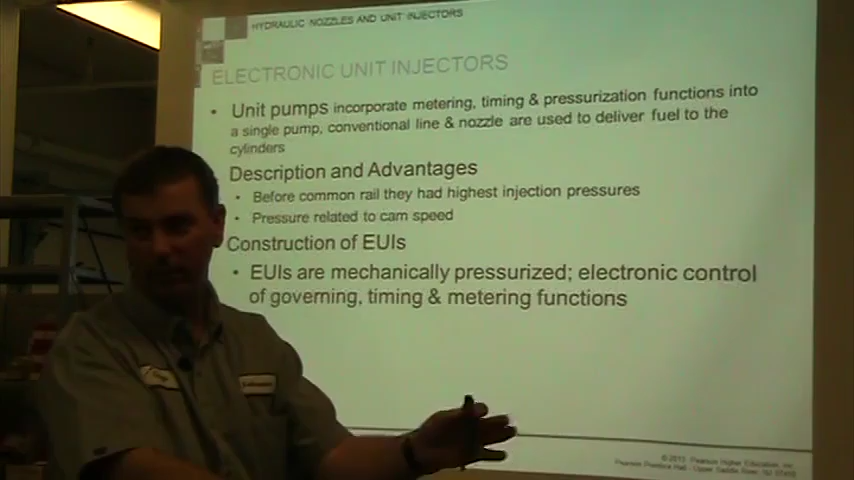 HYDRAULIC NOZZLES AND UNIT INJECTORS
ELECTRONIC UNIT INJECTORS
• Unit pumps incorporate metering, timing & pressurization functions into
a single pump, conventional line & nozzle are used to deliver fuel to the
cylinders
Description and Advantages
• Before common rail they had highest injection pressures
• Pressure related to cam speed
Construction of EUIs
• EUIs are mechanically pressurized; electronic control
of governing, timing & metering functions
Pearson Higher Education, Inc.
Pearson Prentice Hall - Upper Saddle River, NJ